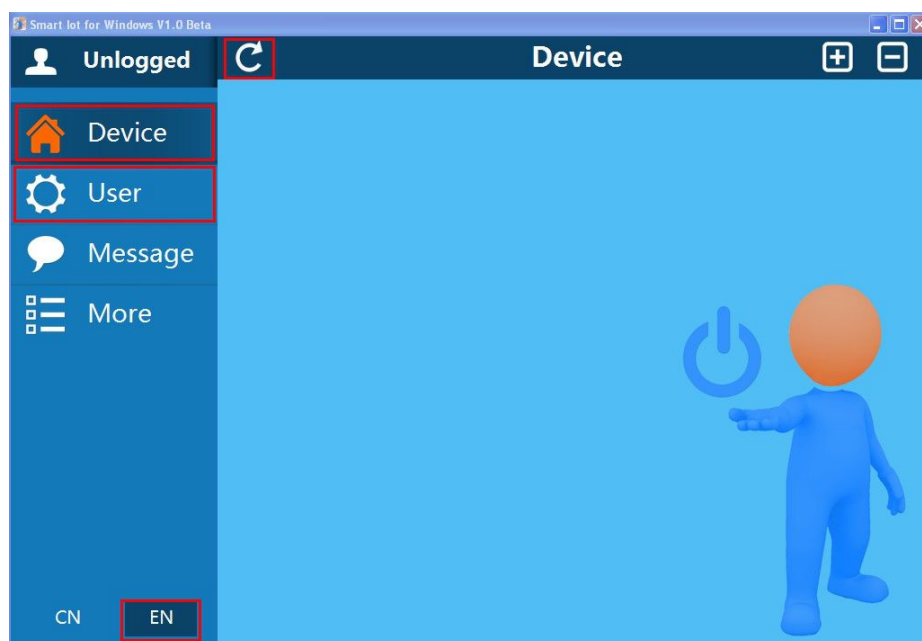 Smart Iot for Windows V1.0 Beta
Unlogged
Device
Device
User
Message
More
CN
EN